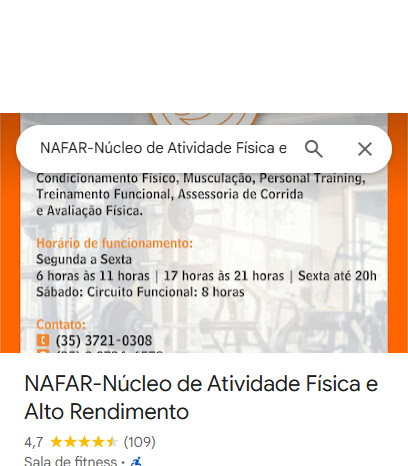 NAFAR-Núcleo de Atividade Física e
Condicionamento Físico, Musculação, Personal Training,
Treinamento Funcional, Assessoria de Corrida
e Avaliação Física.
Horário de funcionamento:
Segunda a Sexta
6 horas às 11 horas | 17 horas às 21 horas | Sexta até 20h
Sábado: Circuito Funcional: 8 horas
Contato:
(35) 3721-0308
NAFAR-Núcleo de Atividade Física e
Alto Rendimento
4,7 (109)
Sala de fitness ·